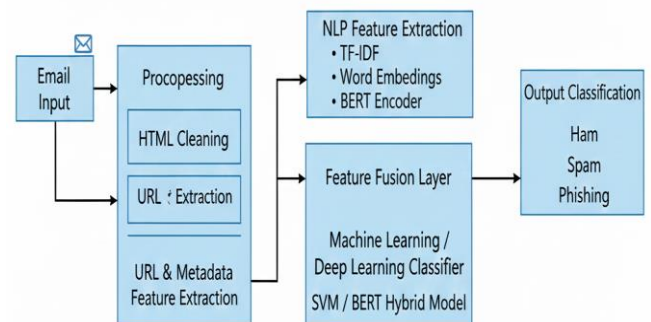 Email
Input
Procopessing
HTML Cleaning
URL & Extraction
URL & Metadata
Feature Extraction
NLP Feature Extraction
• TF-IDF
• Word Embedings
• BERT Encoder
Feature Fusion Layer
Machine Learning /
Deep Learning Classifier
SVM / BERT Hybrid Model
Output Classification
Ham
Spam
Phishing